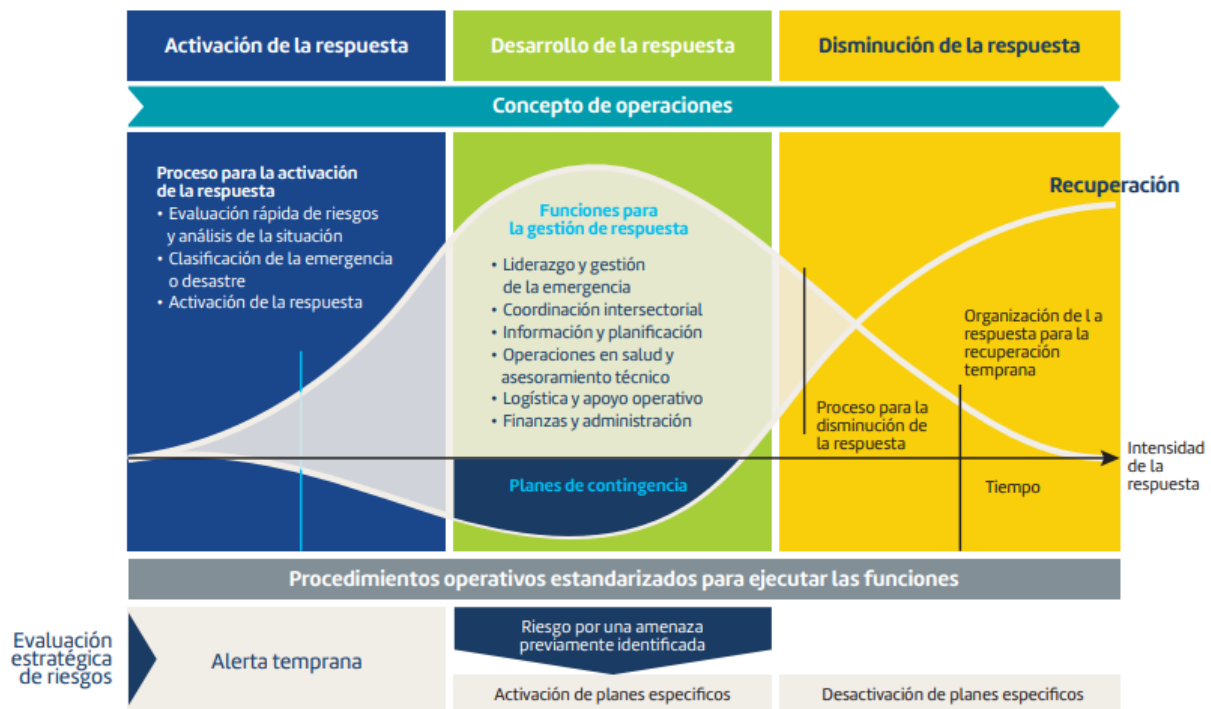 Activación de la respuesta
Desarrollo de la respuesta
Disminución de la respuesta
Concepto de operaciones
Proceso para la activación
de la respuesta
• Evaluación rápida de riesgos
y análisis de la situación
• Clasificación de la emergencia
o desastre
• Activación de la respuesta
Funciones para
la gestión de respuesta
• Liderazgo y gestión
de la emergencia
• Coordinación intersectorial
• Información y planificación
• Operaciones en salud y
asesoramiento técnico
• Logística y apoyo operativo
• Finanzas y administración
Planes de contingencia
Recuperación
Organización de l a
respuesta para la
recuperación
temprana
Proceso para la
disminución de
la respuesta
Intensidad
de la
respuesta
Tiempo
Procedimientos operativos estandarizados para ejecutar las funciones
Evaluación
estratégica
de riesgos
Alerta temprana
Riesgo por una amenaza
previamente identificada
Activación de planes especificos
Desactivación de planes especificos